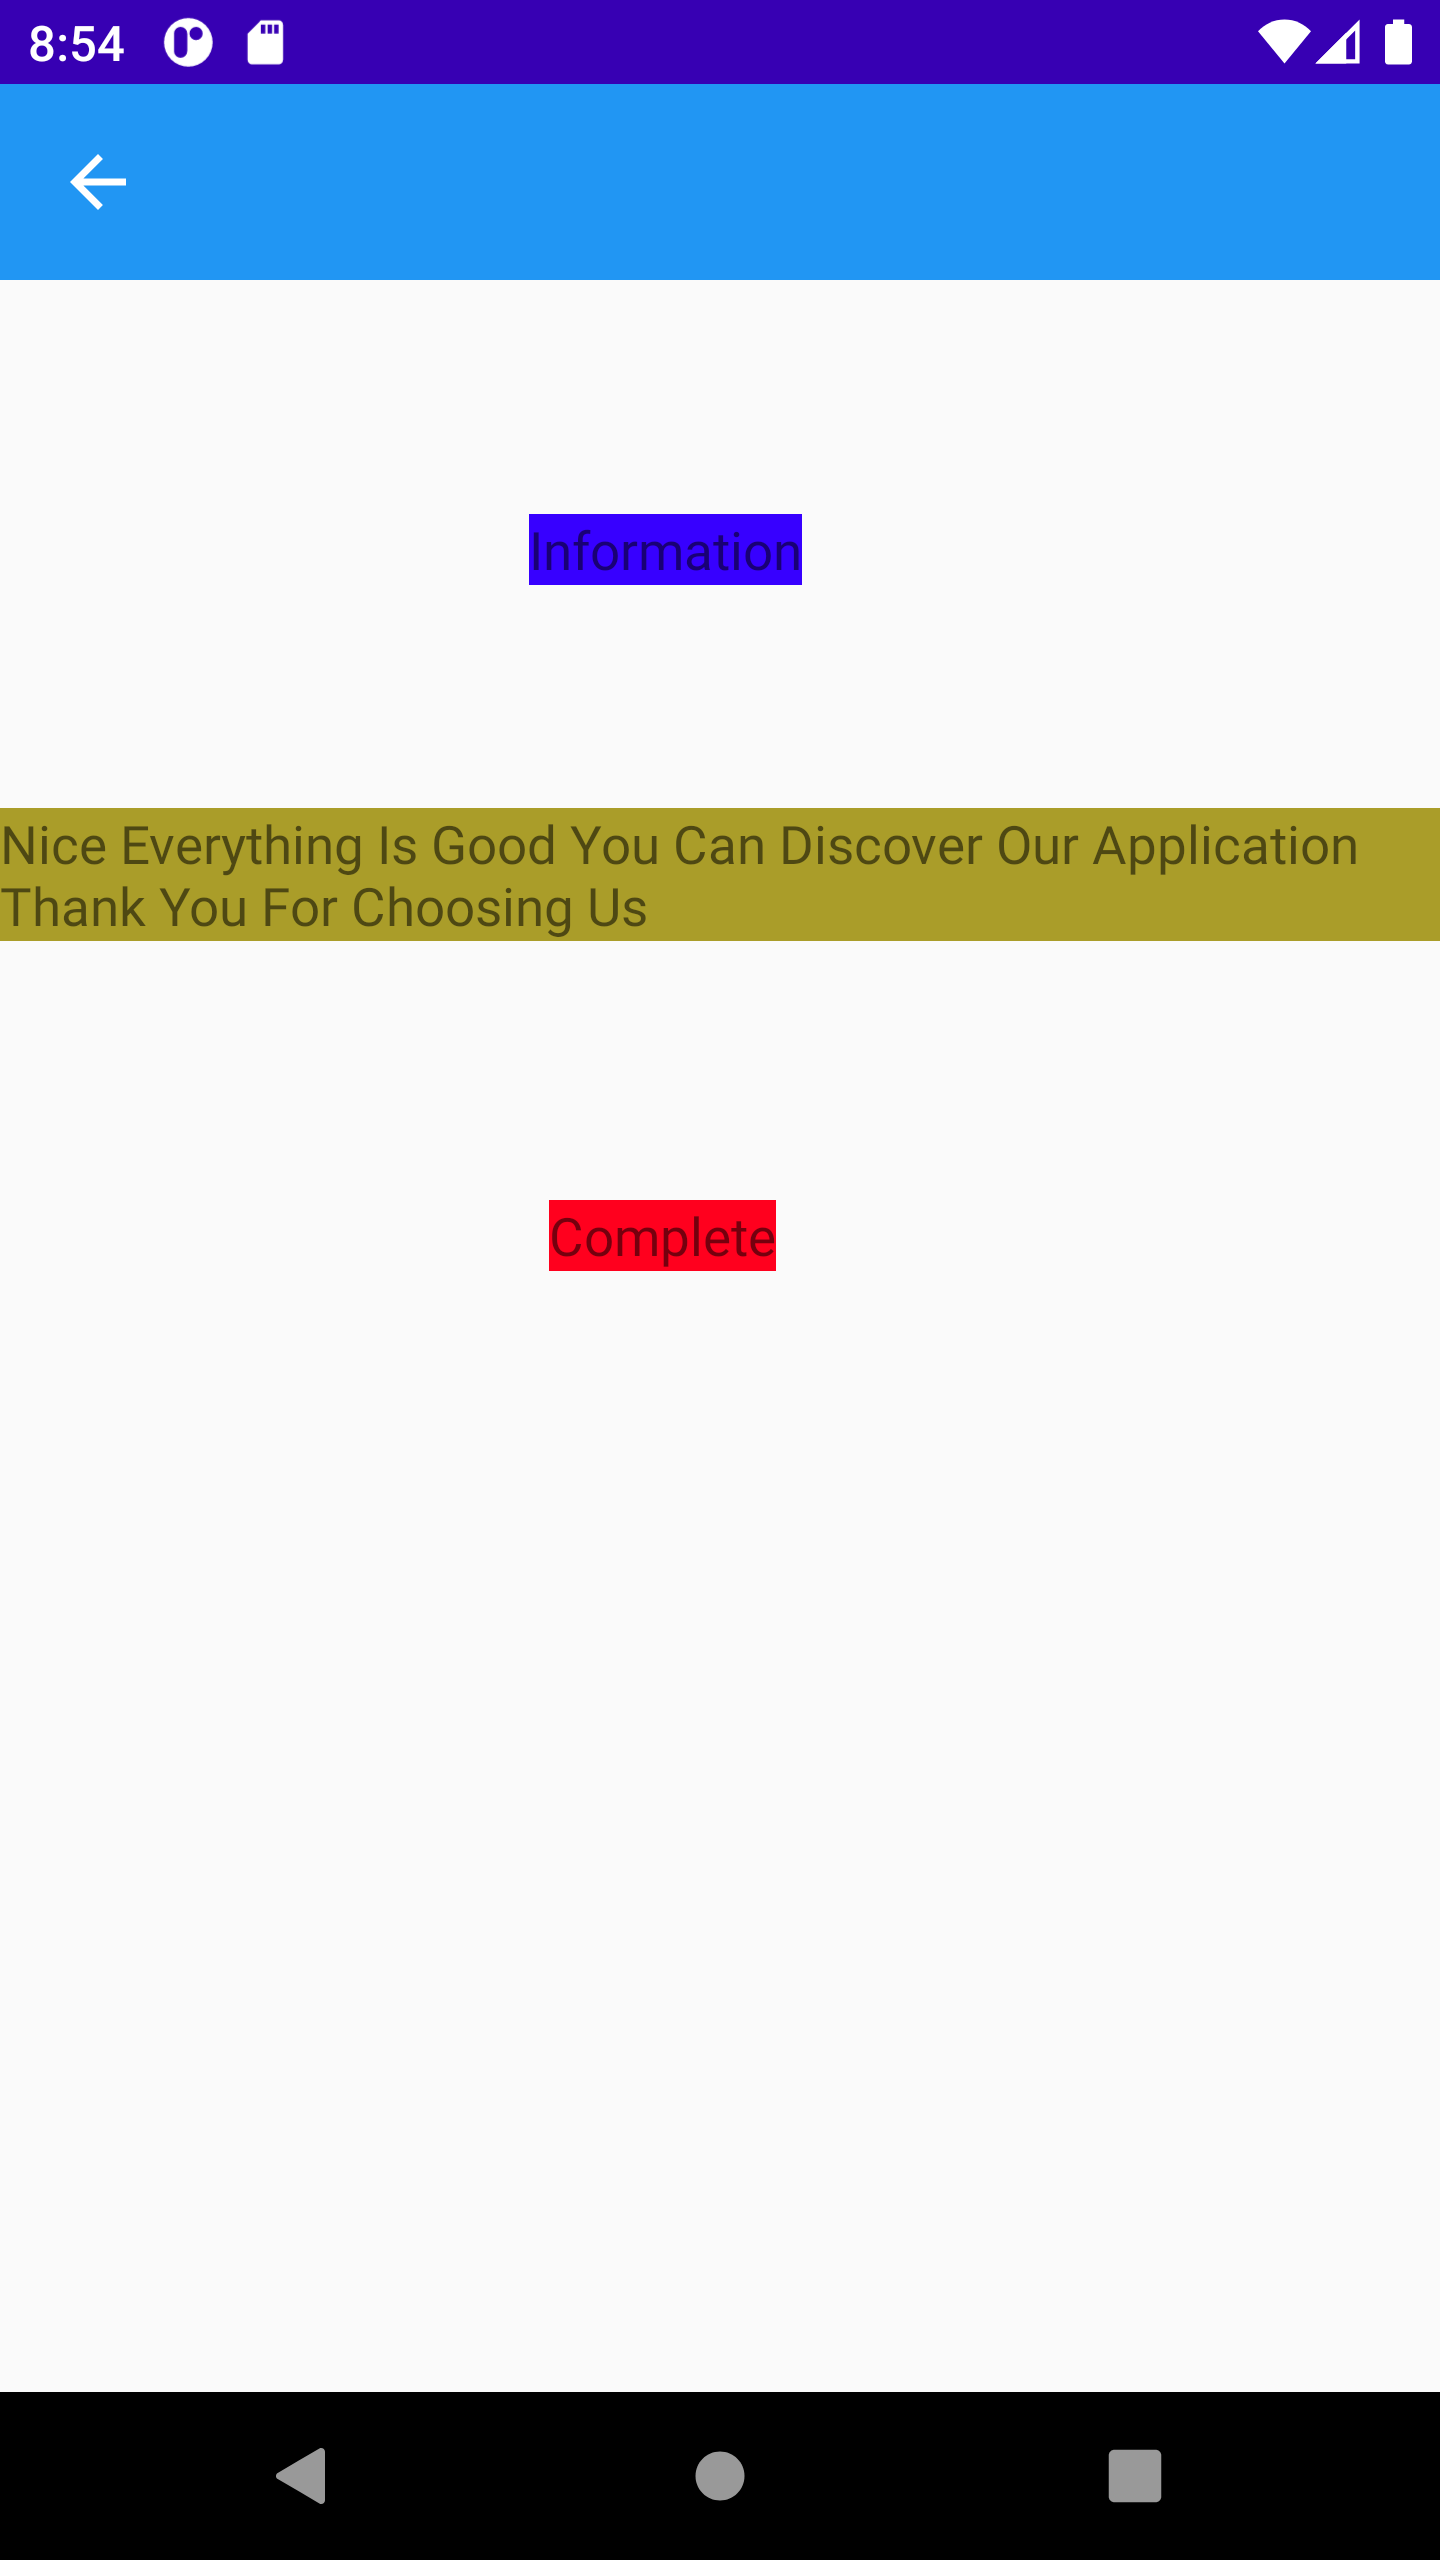 8:54
Information
Nice Everything Is Good You Can Discover Our Application
Thank You For Choosing Us
Complete